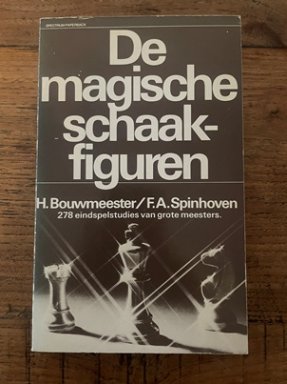 SPECTRUM PAPERBACK
De
magische
schaak-
figuren
H.Bouwmeester/F.A.Spinhoven
278 eindspelstudies van grote meesters.